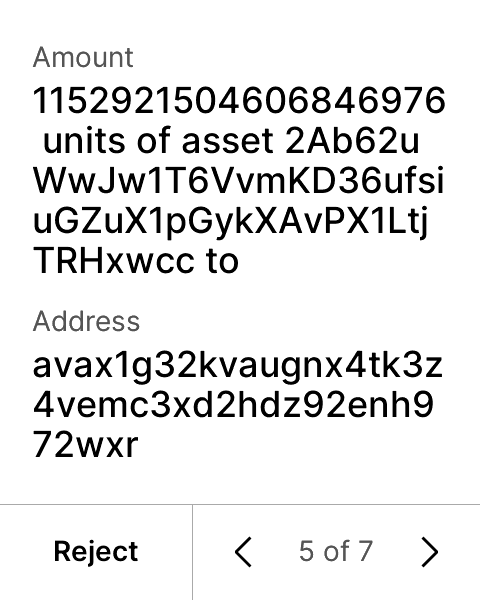 Amount
1152921504606846976
units of asset 2Ab62u
WwJw1T6VvmKD36ufsi
uGZuX1pGykXAvPX1Ltj
TRHxwcc to
Address
avax1g32kvaugnx4tk3z
4vemc3xd2hdz92enh9
72wxr
Reject
5 of 7